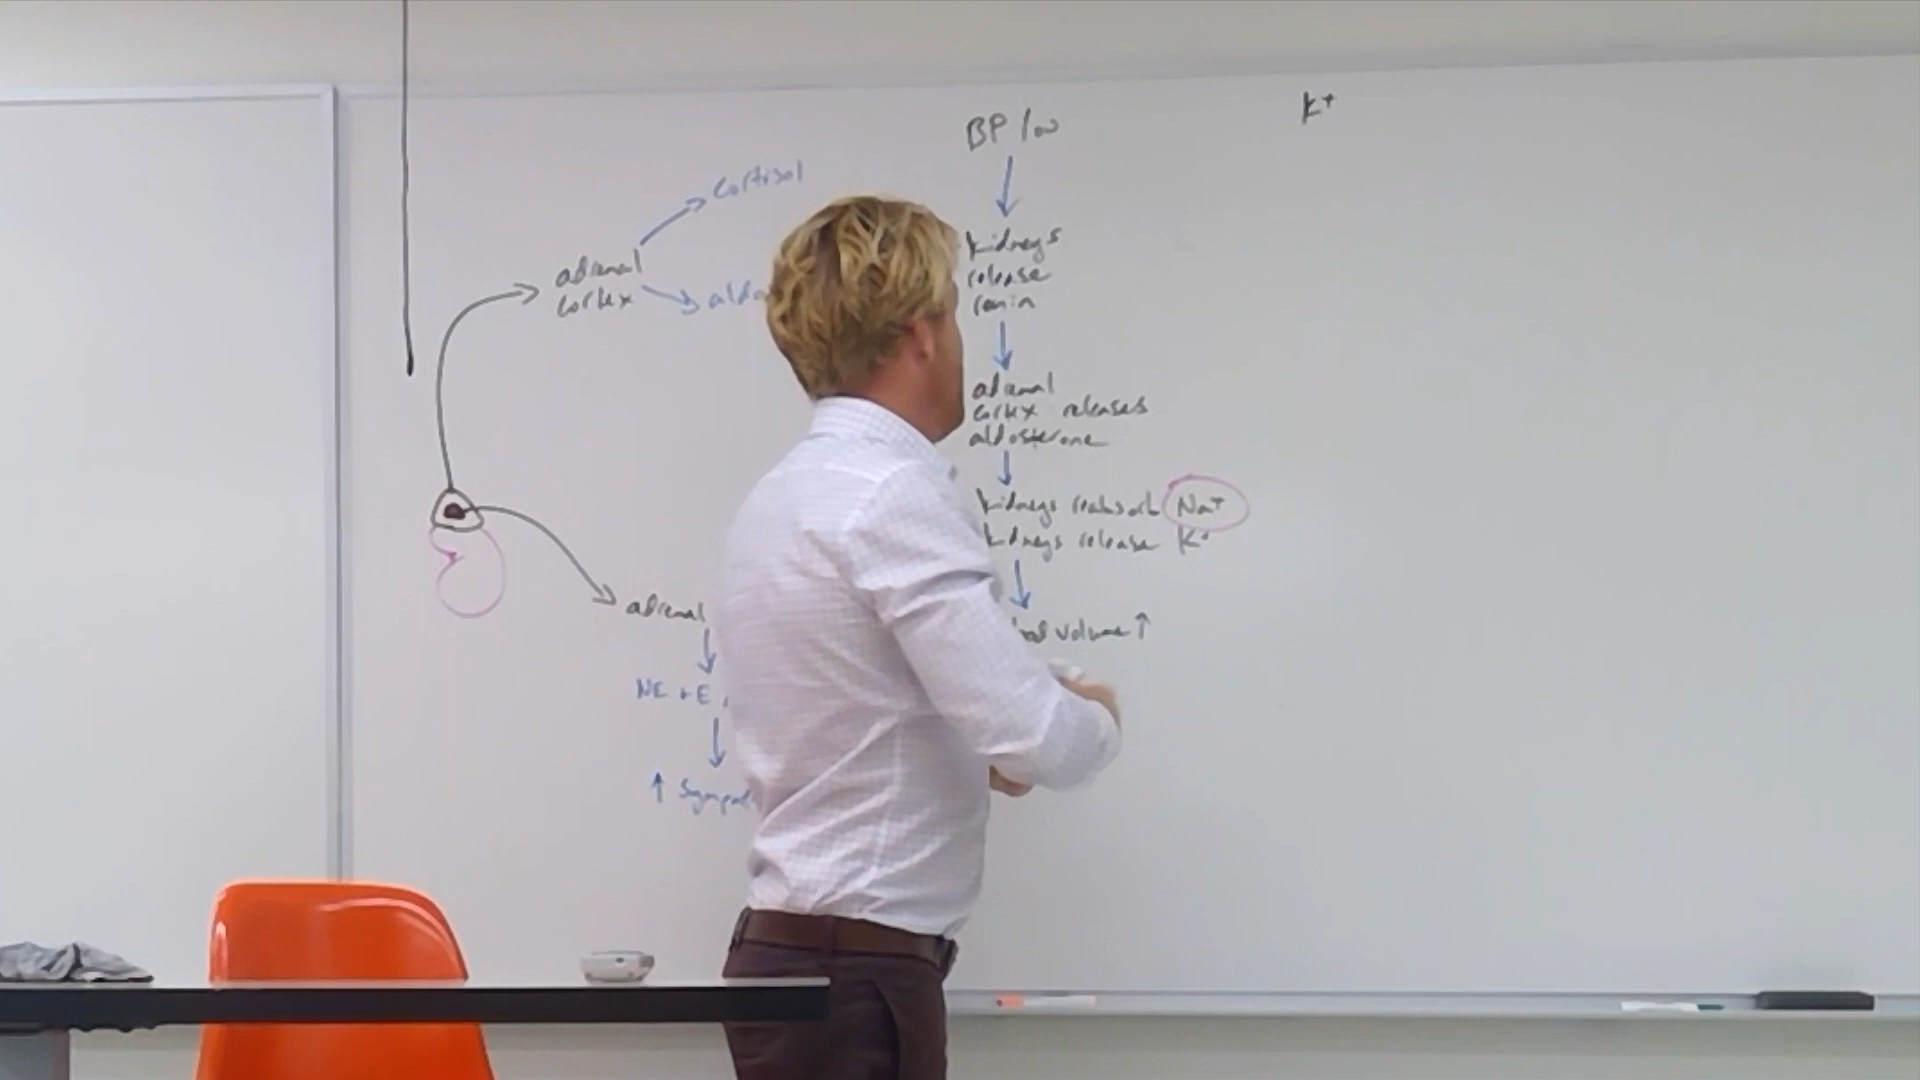 K+
BP low
cortisol
adrenal
cortex
aldo
kidneys
release
renin
adrenal
cortex releases
aldosterone
kidneys reabsorb Na+
kidneys release K+
volume ↑
adrenal
NE + E
↑ Sympat